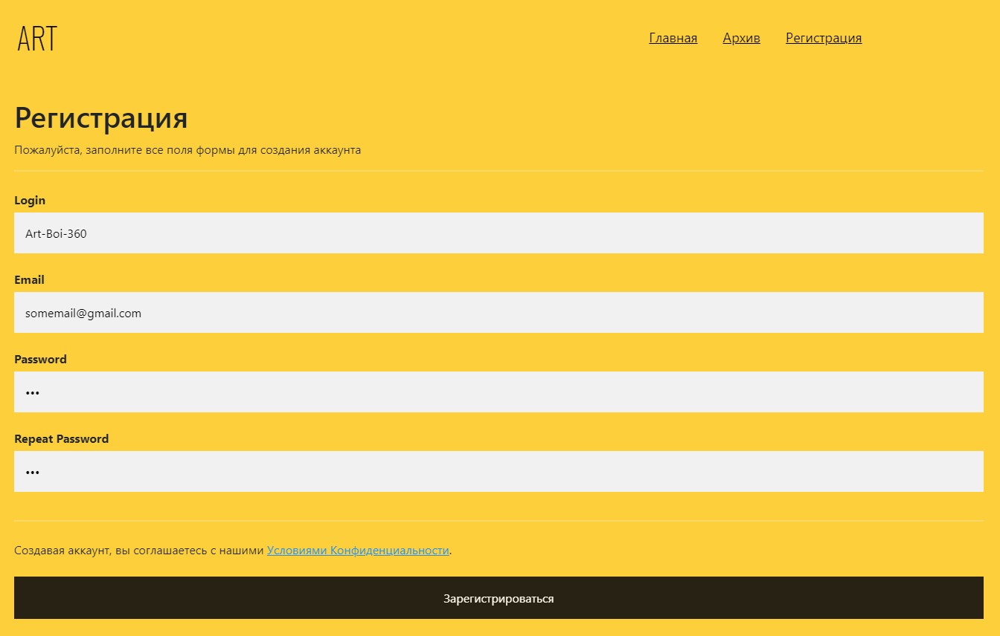 ART
Главная Архив Регистрация
Регистрация
Пожалуйста, заполните все поля формы для создания аккаунта
Login
Art-Boi-360
Email
somemail@gmail.com
Password
•••
Repeat Password
•••
Создавая аккаунт, вы соглашаетесь с нашими Условиями Конфиденциальности.
Зарегистрироваться